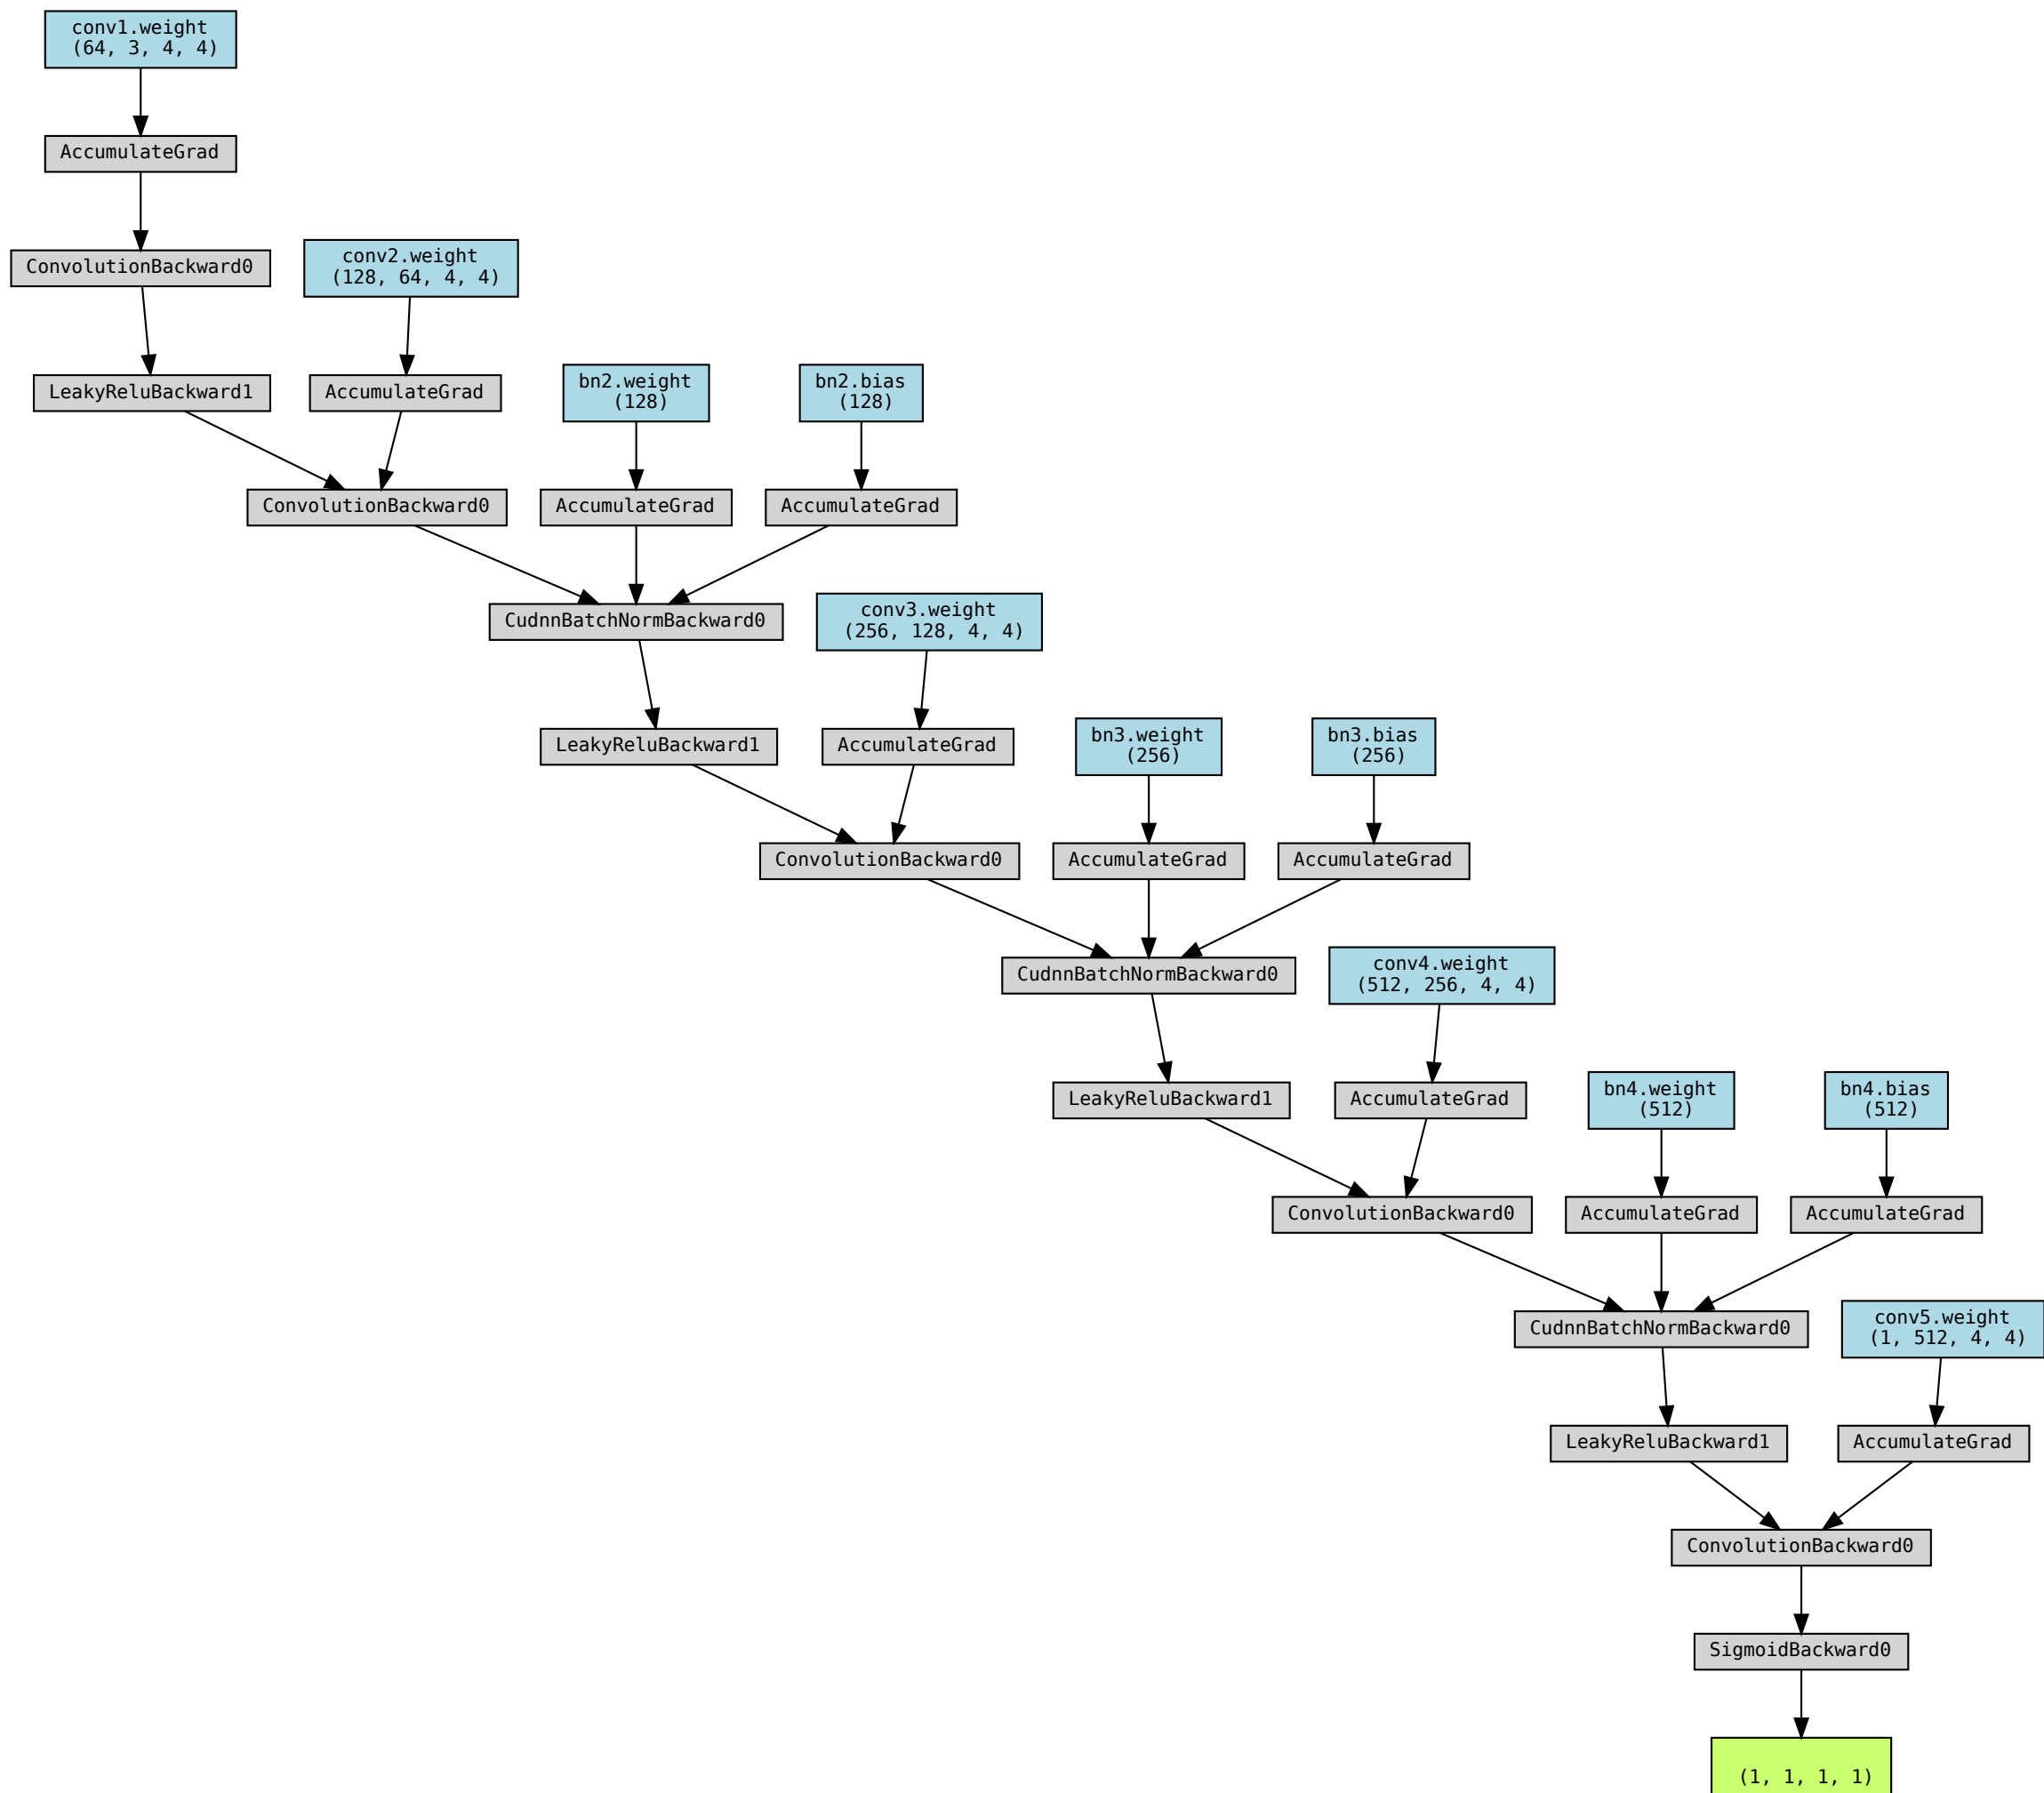 conv1.weight
(64, 3, 4, 4)
AccumulateGrad
ConvolutionBackward0
conv2.weight
(128, 64, 4, 4)
LeakyReluBackward1
AccumulateGrad
bn2.weight
(128)
bn2.bias
(128)
ConvolutionBackward0
AccumulateGrad
AccumulateGrad
CudnnBatchNormBackward0
conv3.weight
(256, 128, 4, 4)
LeakyReluBackward1
AccumulateGrad
bn3.weight
(256)
bn3.bias
(256)
ConvolutionBackward0
AccumulateGrad
AccumulateGrad
CudnnBatchNormBackward0
conv4.weight
(512, 256, 4, 4)
LeakyReluBackward1
AccumulateGrad
bn4.weight
(512)
bn4.bias
(512)
ConvolutionBackward0
AccumulateGrad
AccumulateGrad
CudnnBatchNormBackward0
conv5.weight
(1, 512, 4, 4)
LeakyReluBackward1
AccumulateGrad
ConvolutionBackward0
SigmoidBackward0
(1, 1, 1, 1)